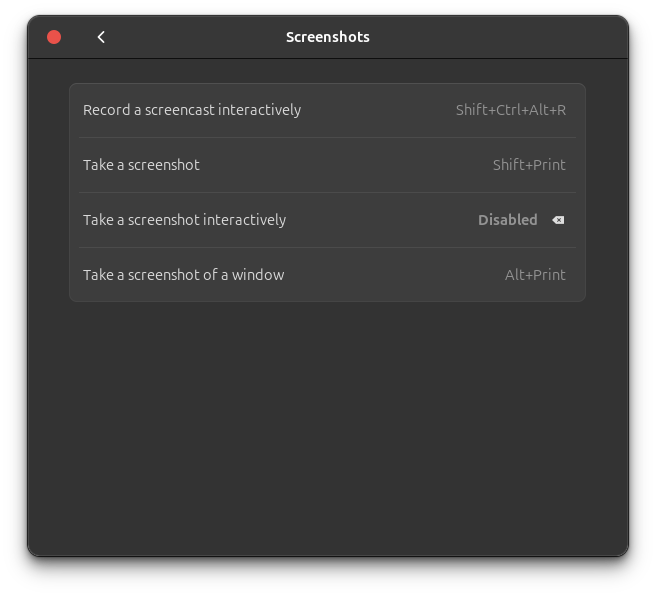 Screenshots
Record a screencast interactively Shift+Ctrl+Alt+R
Take a screenshot Shift+Print
Take a screenshot interactively Disabled
Take a screenshot of a window Alt+Print